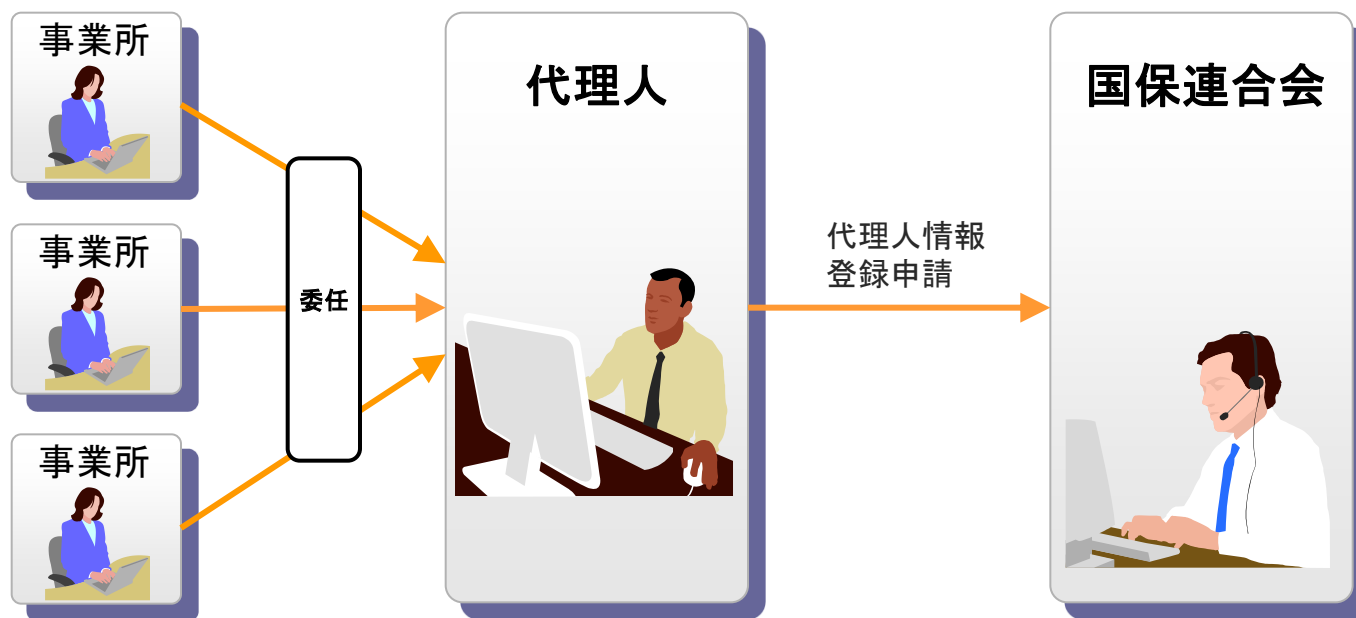 事業所
事業所
事業所
委任
代理人
代理人情報
登録申請
国保連合会